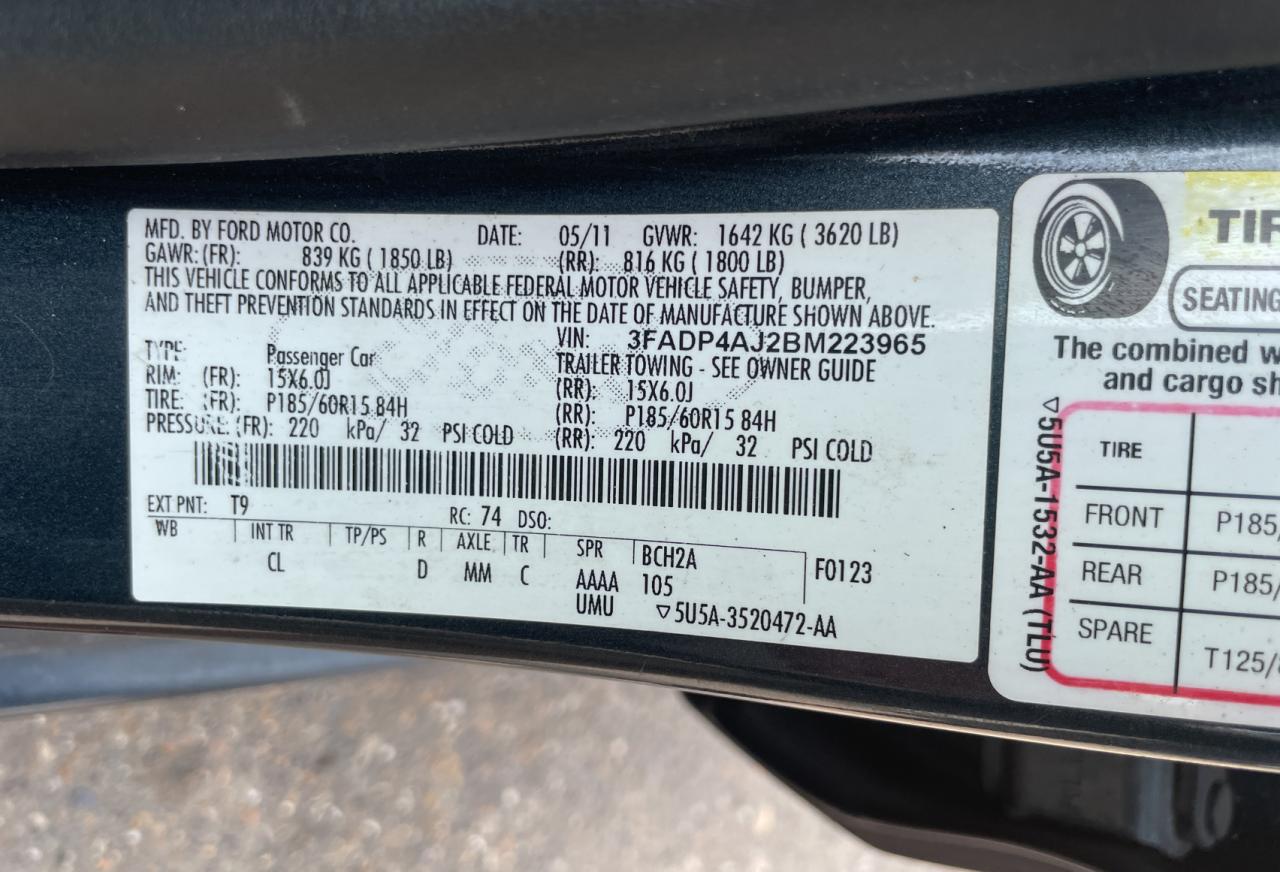 MFD. BY FORD MOTOR CO. DATE: 05/11 GVWR: 1642 KG ( 3620 LB)
GAWR: (FR): 839 KG ( 1850 LB) (RR): 816 KG ( 1800 LB)
THIS VEHICLE CONFORMS TO ALL APPLICABLE FEDERAL MOTOR VEHICLE SAFETY, BUMPER,
AND THEFT PREVENTION STANDARDS IN EFFECT ON THE DATE OF MANUFACTURE SHOWN ABOVE.
VIN: 3FADP4AJ2BM223965
TYPE: Passenger Car TRAILER TOWING - SEE OWNER GUIDE
RIM: (FR): 15X6.0J (RR): 15X6.0J
TIRE: (FR): P185/60R15 84H (RR): P185/60R15 84H
PRESSURE: (FR): 220 kPa/ 32 PSI COLD (RR): 220 kPa/ 32 PSI COLD
EXT PNT: T9 RC: 74 DSO:
WB INT TR TP/PS R AXLE TR SPR BCH2A F0123
CL D MM C AAAA 105
UMU ▽5U5A-3520472-AA
TIR
SEATING
The combined w
and cargo sh
▽5U5A-1532-AA (TLU)
TIRE
FRONT P185/
REAR P185/
SPARE T125/